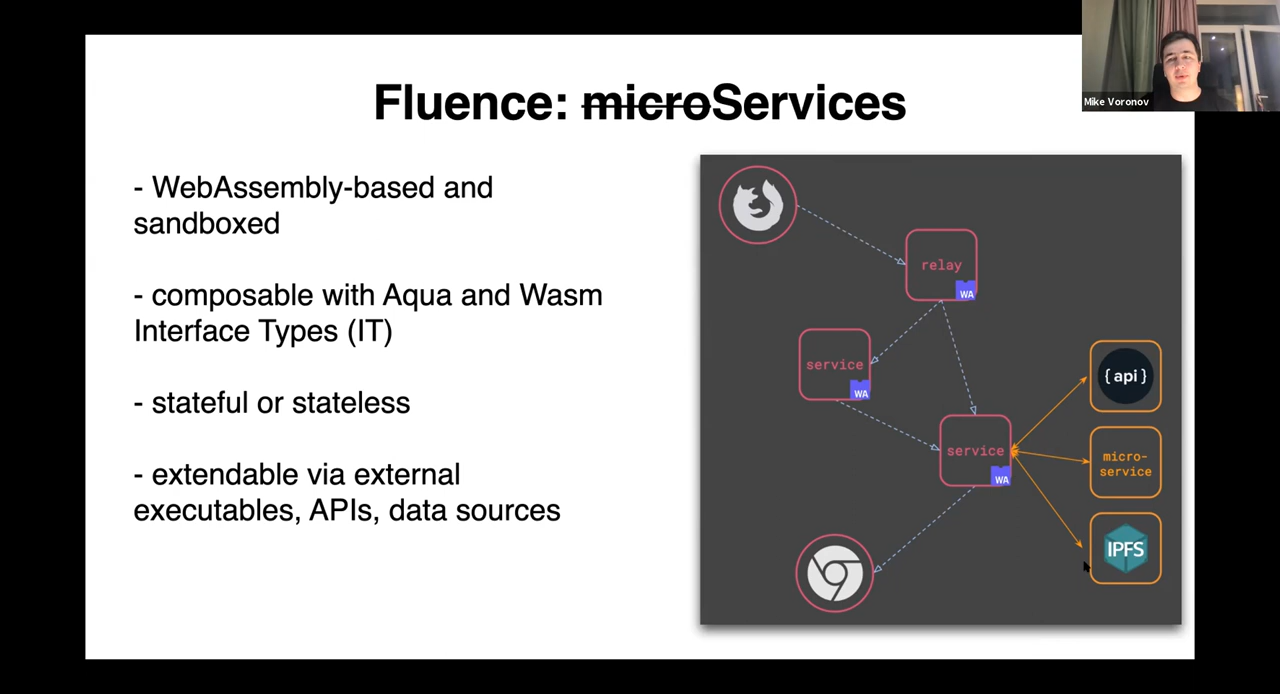 Fluence: microServices
Mike Voronov
- WebAssembly-based and
sandboxed
- composable with Aqua and Wasm
Interface Types (IT)
- stateful or stateless
- extendable via external
executables, APIs, data sources
relay
WA
service
WA
service
WA
{ api }
micro-
service
IPFS